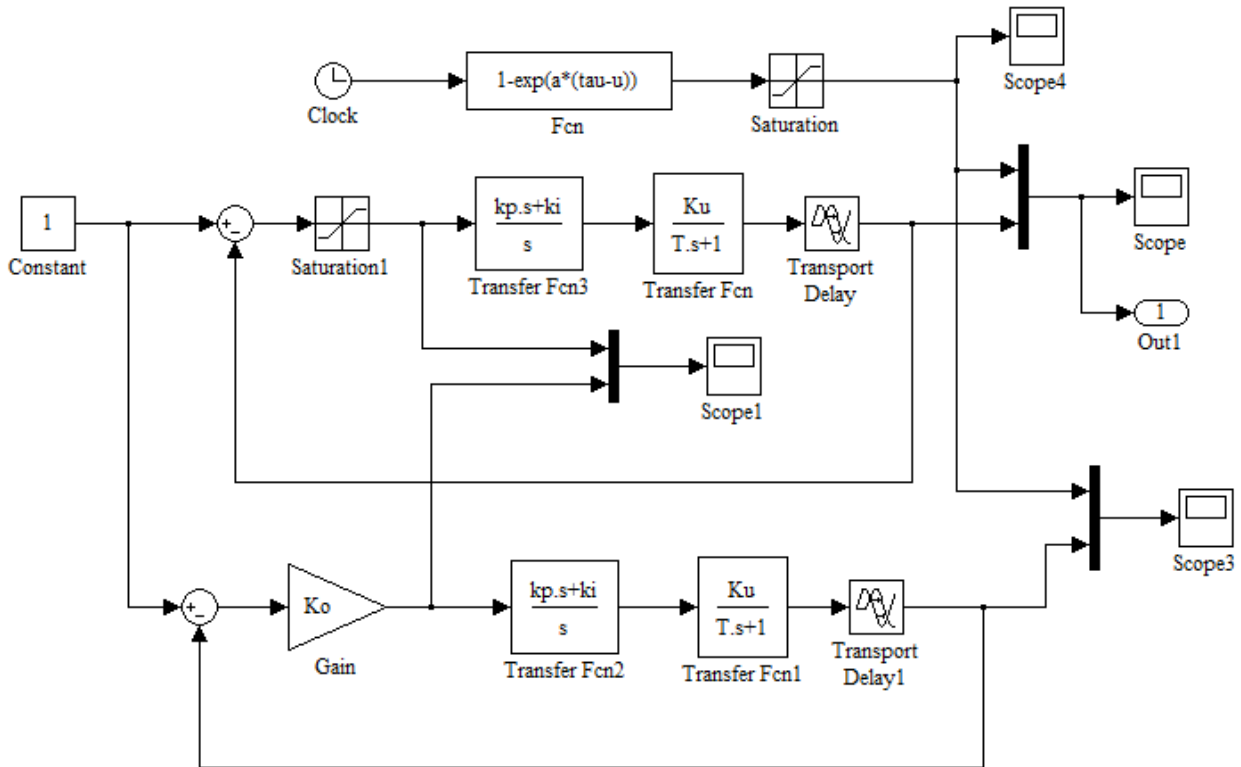 Clock
1-exp(a*(tau-u))
Fcn
Saturation
Scope4
1
Constant
+
−
Saturation1
kp.s+ki
s
Transfer Fcn3
Ku
T.s+1
Transfer Fcn
Transport
Delay
Scope
1
Out1
Scope1
Scope3
+
−
Ko
Gain
kp.s+ki
s
Transfer Fcn2
Ku
T.s+1
Transfer Fcn1
Transport
Delay1